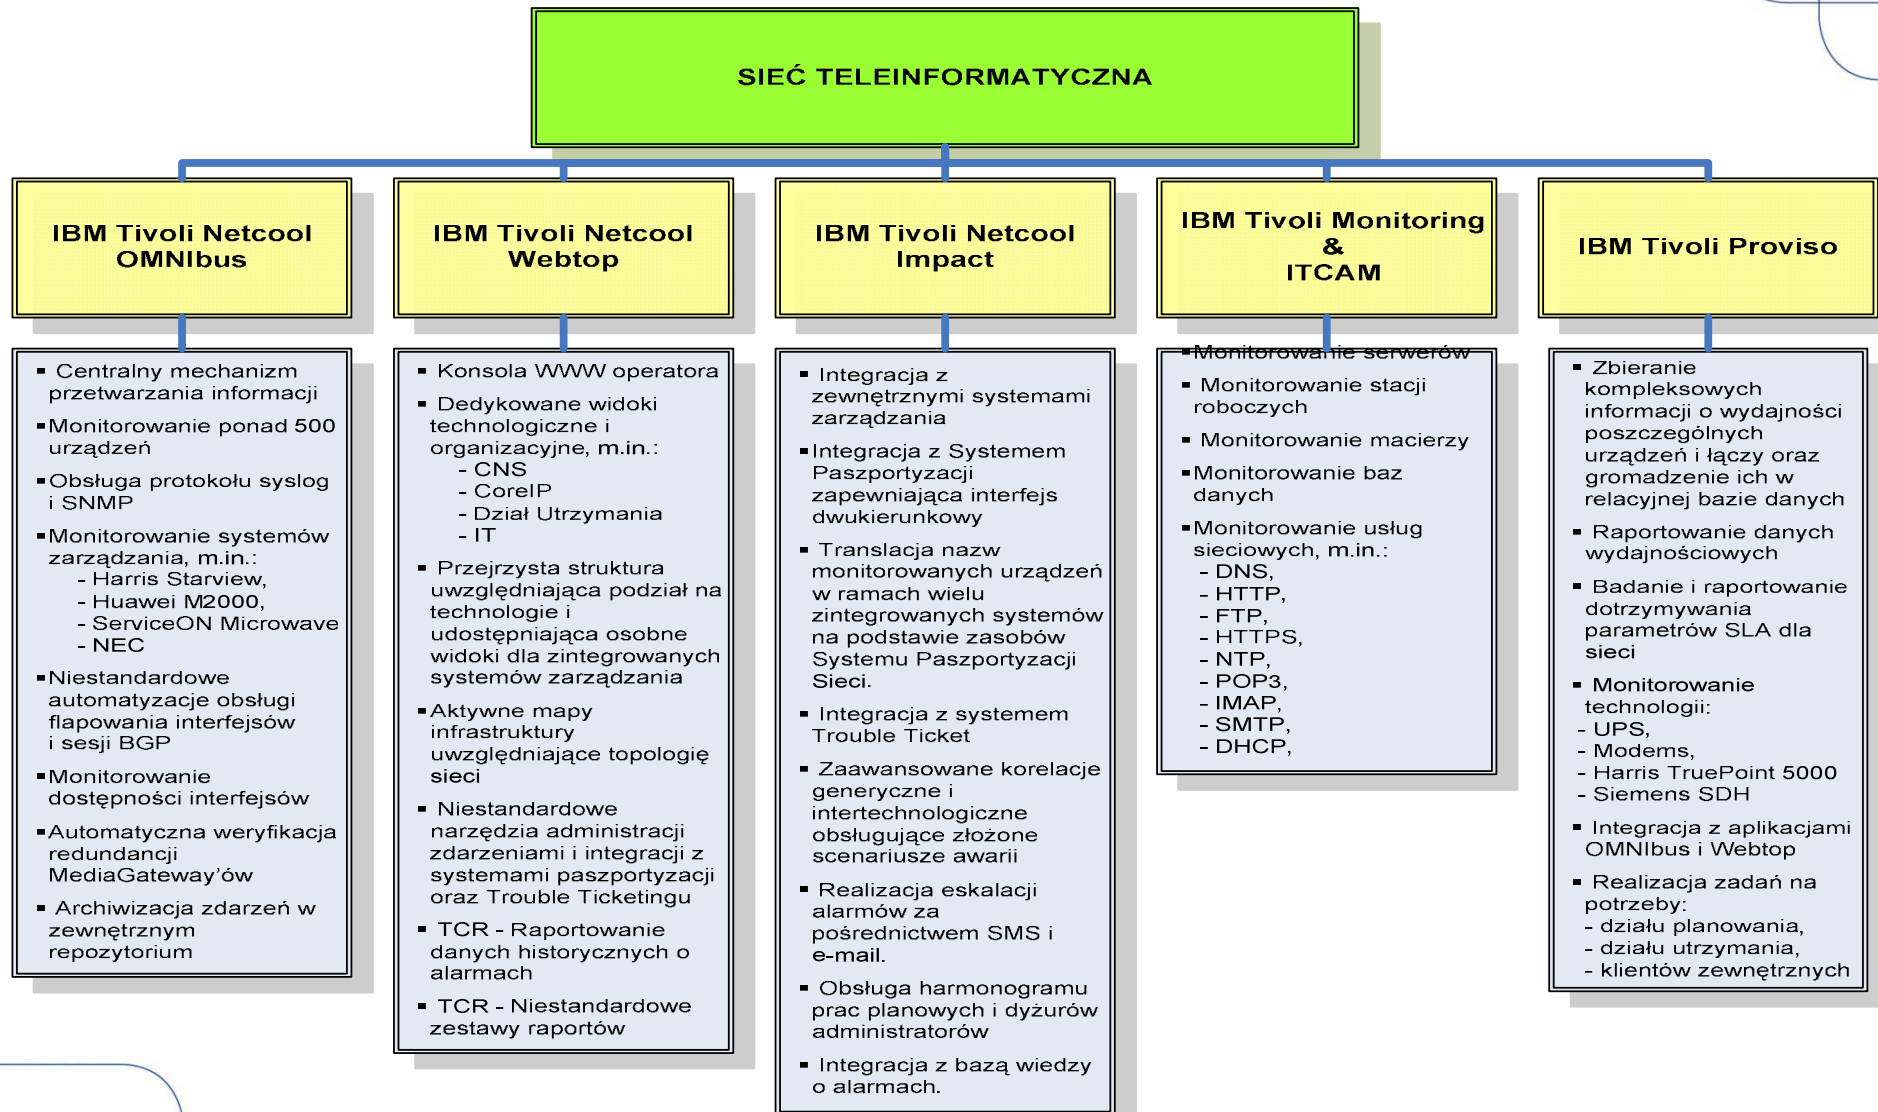 SIEĆ TELEINFORMATYCZNA
IBM Tivoli Netcool
OMNIbus
▪ Centralny mechanizm
przetwarzania informacji
▪Monitorowanie ponad 500
urządzeń
▪Obsługa protokołu syslog
i SNMP
▪Monitorowanie systemów
zarządzania, m.in.:
- Harris Starview,
- Huawei M2000,
- ServiceON Microwave
- NEC
▪Niestandardowe
automatyzacje obsługi
flapowania interfejsów
i sesji BGP
▪Monitorowanie
dostępności interfejsów
▪Automatyczna weryfikacja
redundancji
MediaGateway'ów
▪ Archiwizacja zdarzeń w
zewnętrznym
repozytorium
IBM Tivoli Netcool
Webtop
▪ Konsola WWW operatora
▪ Dedykowane widoki
technologiczne i
organizacyjne, m.in.:
- CNS
- CoreIP
- Dział Utrzymania
- IT
▪ Przejrzysta struktura
uwzględniająca podział na
technologie i
udostępniająca osobne
widoki dla zintegrowanych
systemów zarządzania
▪Aktywne mapy
infrastruktury
uwzględniające topologię
sieci
▪ Niestandardowe
narzędzia administracji
zdarzeniami i integracji z
systemami paszportyzacji
oraz Trouble Ticketingu
▪ TCR - Raportowanie
danych historycznych o
alarmach
▪ TCR - Niestandardowe
zestawy raportów
IBM Tivoli Netcool
Impact
▪ Integracja z
zewnętrznymi systemami
zarządzania
▪Integracja z Systemem
Paszportyzacji
zapewniająca interfejs
dwukierunkowy
▪ Translacja nazw
monitorowanych urządzeń
w ramach wielu
zintegrowanych systemów
na podstawie zasobów
Systemu Paszportyzacji
Sieci.
▪ Integracja z systemem
Trouble Ticket
▪ Zaawansowane korelacje
generyczne i
intertechnologiczne
obsługujące złożone
scenariusze awarii
▪ Realizacja eskalacji
alarmów za
pośrednictwem SMS i
e-mail.
▪ Obsługa harmonogramu
prac planowych i dyżurów
administratorów
▪ Integracja z bazą wiedzy
o alarmach.
IBM Tivoli Monitoring
&
ITCAM
▪Monitorowanie serwerów
▪ Monitorowanie stacji
roboczych
▪ Monitorowanie macierzy
▪Monitorowanie baz
danych
▪Monitorowanie usług
sieciowych, m.in.:
- DNS,
- HTTP,
- FTP,
- HTTPS,
- NTP,
- POP3,
- IMAP,
- SMTP,
- DHCP,
IBM Tivoli Proviso
▪ Zbieranie
kompleksowych
informacji o wydajności
poszczególnych
urządzeń i łączy oraz
gromadzenie ich w
relacyjnej bazie danych
▪ Raportowanie danych
wydajnościowych
▪ Badanie i raportowanie
dotrzymywania
parametrów SLA dla
sieci
▪ Monitorowanie
technologii:
- UPS,
- Modems,
- Harris TruePoint 5000
- Siemens SDH
▪ Integracja z aplikacjami
OMNIbus i Webtop
▪ Realizacja zadań na
potrzeby:
- działu planowania,
- działu utrzymania,
- klientów zewnętrznych